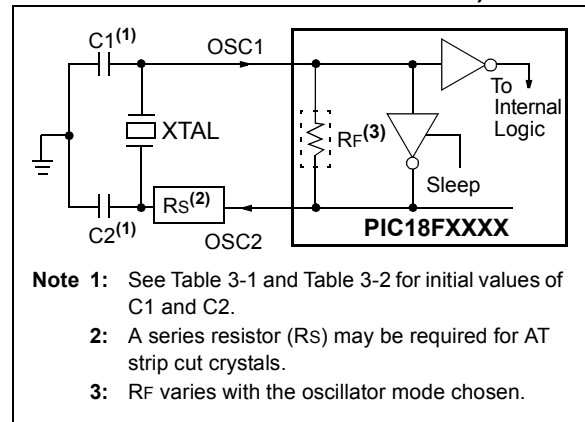 C1(1)
OSC1
To
Internal
Logic
XTAL
RF(3)
Sleep
RS(2)
C2(1)
OSC2
PIC18FXXXX
Note 1: See Table 3-1 and Table 3-2 for initial values of
C1 and C2.
2: A series resistor (RS) may be required for AT
strip cut crystals.
3: RF varies with the oscillator mode chosen.